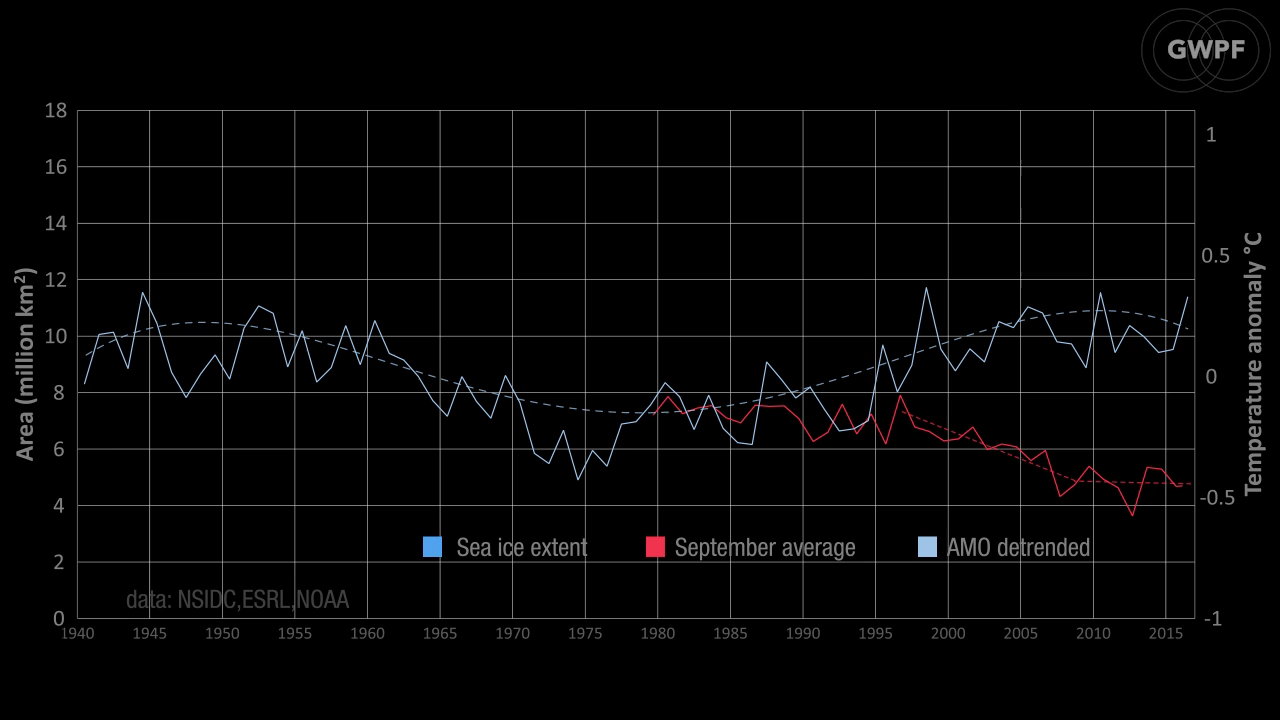 GWPF
18
16
14
12
10
8
6
4
2
0
Area (million km²)
1
0.5
0
-0.5
-1
Temperature anomaly °C
Sea ice extent
September average
AMO detrended
data: NSIDC,ESRL,NOAA
1940 1945 1950 1955 1960 1965 1970 1975 1980 1985 1990 1995 2000 2005 2010 2015